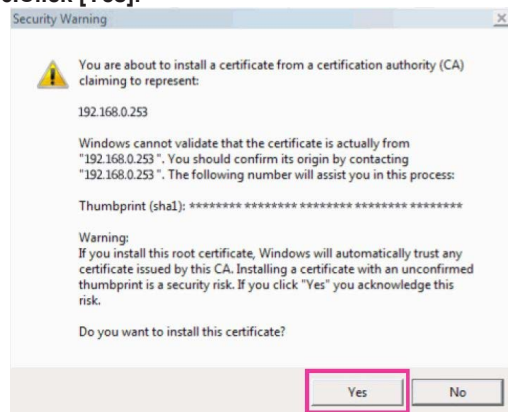 Click [Yes].
Security Warning
You are about to install a certificate from a certification authority (CA)
claiming to represent:
192.168.0.253
Windows cannot validate that the certificate is actually from
"192.168.0.253 ". You should confirm its origin by contacting
"192.168.0.253 ". The following number will assist you in this process:
Thumbprint (sha1): ******** ******** ******** ******** ********
Warning:
If you install this root certificate, Windows will automatically trust any
certificate issued by this CA. Installing a certificate with an unconfirmed
thumbprint is a security risk. If you click "Yes" you acknowledge this
risk.
Do you want to install this certificate?
Yes No